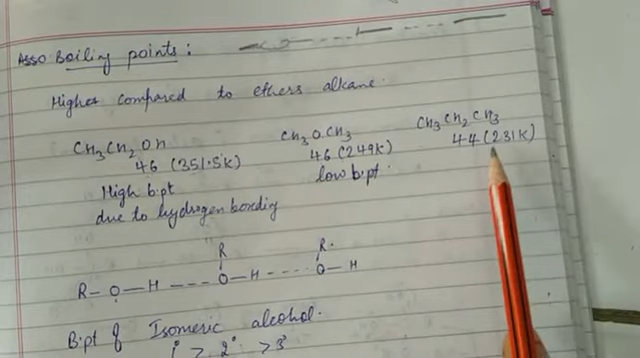 Asso Boiling points :
Higher compared to ethers alkane.
CH3CH2OH CH3OCH3 CH3CH2CH3
46 (351.5K) 46 (249K) 44 (231K)
High b.pt low b.pt.
due to hydrogen bonding
R R.
R-O-H ---- O-H ---- O-H
B.pt of Isomeric alcohol.
1° > 2° > 3°